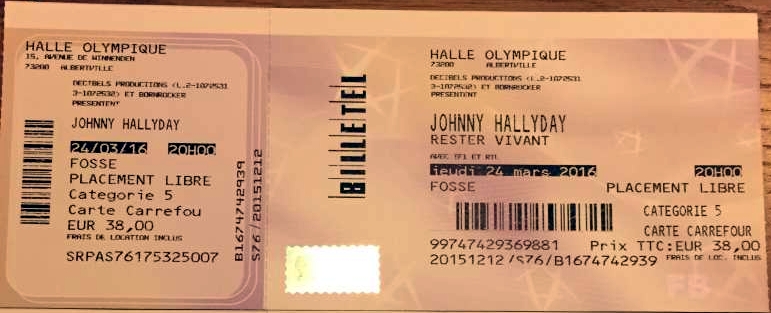 HALLE OLYMPIQUE
15, AVENUE DE WINNENDEN
73200 ALBERTVILLE
DECIBELS PRODUCTIONS (L.2-1072531
3-1072532) ET BORNROCKER
PRESENTENT
JOHNNY HALLYDAY
24/03/16 20H00
FOSSE
PLACEMENT LIBRE
Categorie 5
Carte Carrefou
EUR 38,00
FRAIS DE LOCATION INCLUS
SRPAS76175325007
B1674742939
S76/20151212
BILLETEL
HALLE OLYMPIQUE
73200 ALBERTVILLE
DECIBELS PRODUCTIONS (L.2-1072531
3-1072532) ET BORNROCKER
PRESENTENT
JOHNNY HALLYDAY
RESTER VIVANT
AVEC TF1 ET RTL
jeudi 24 mars 2016 20H00
FOSSE PLACEMENT LIBRE
CATEGORIE 5
CARTE CARREFOUR
99747429369881 Prix TTC:EUR 38,00
20151212/S76/B1674742939 FRAIS DE LOC. INCLUS